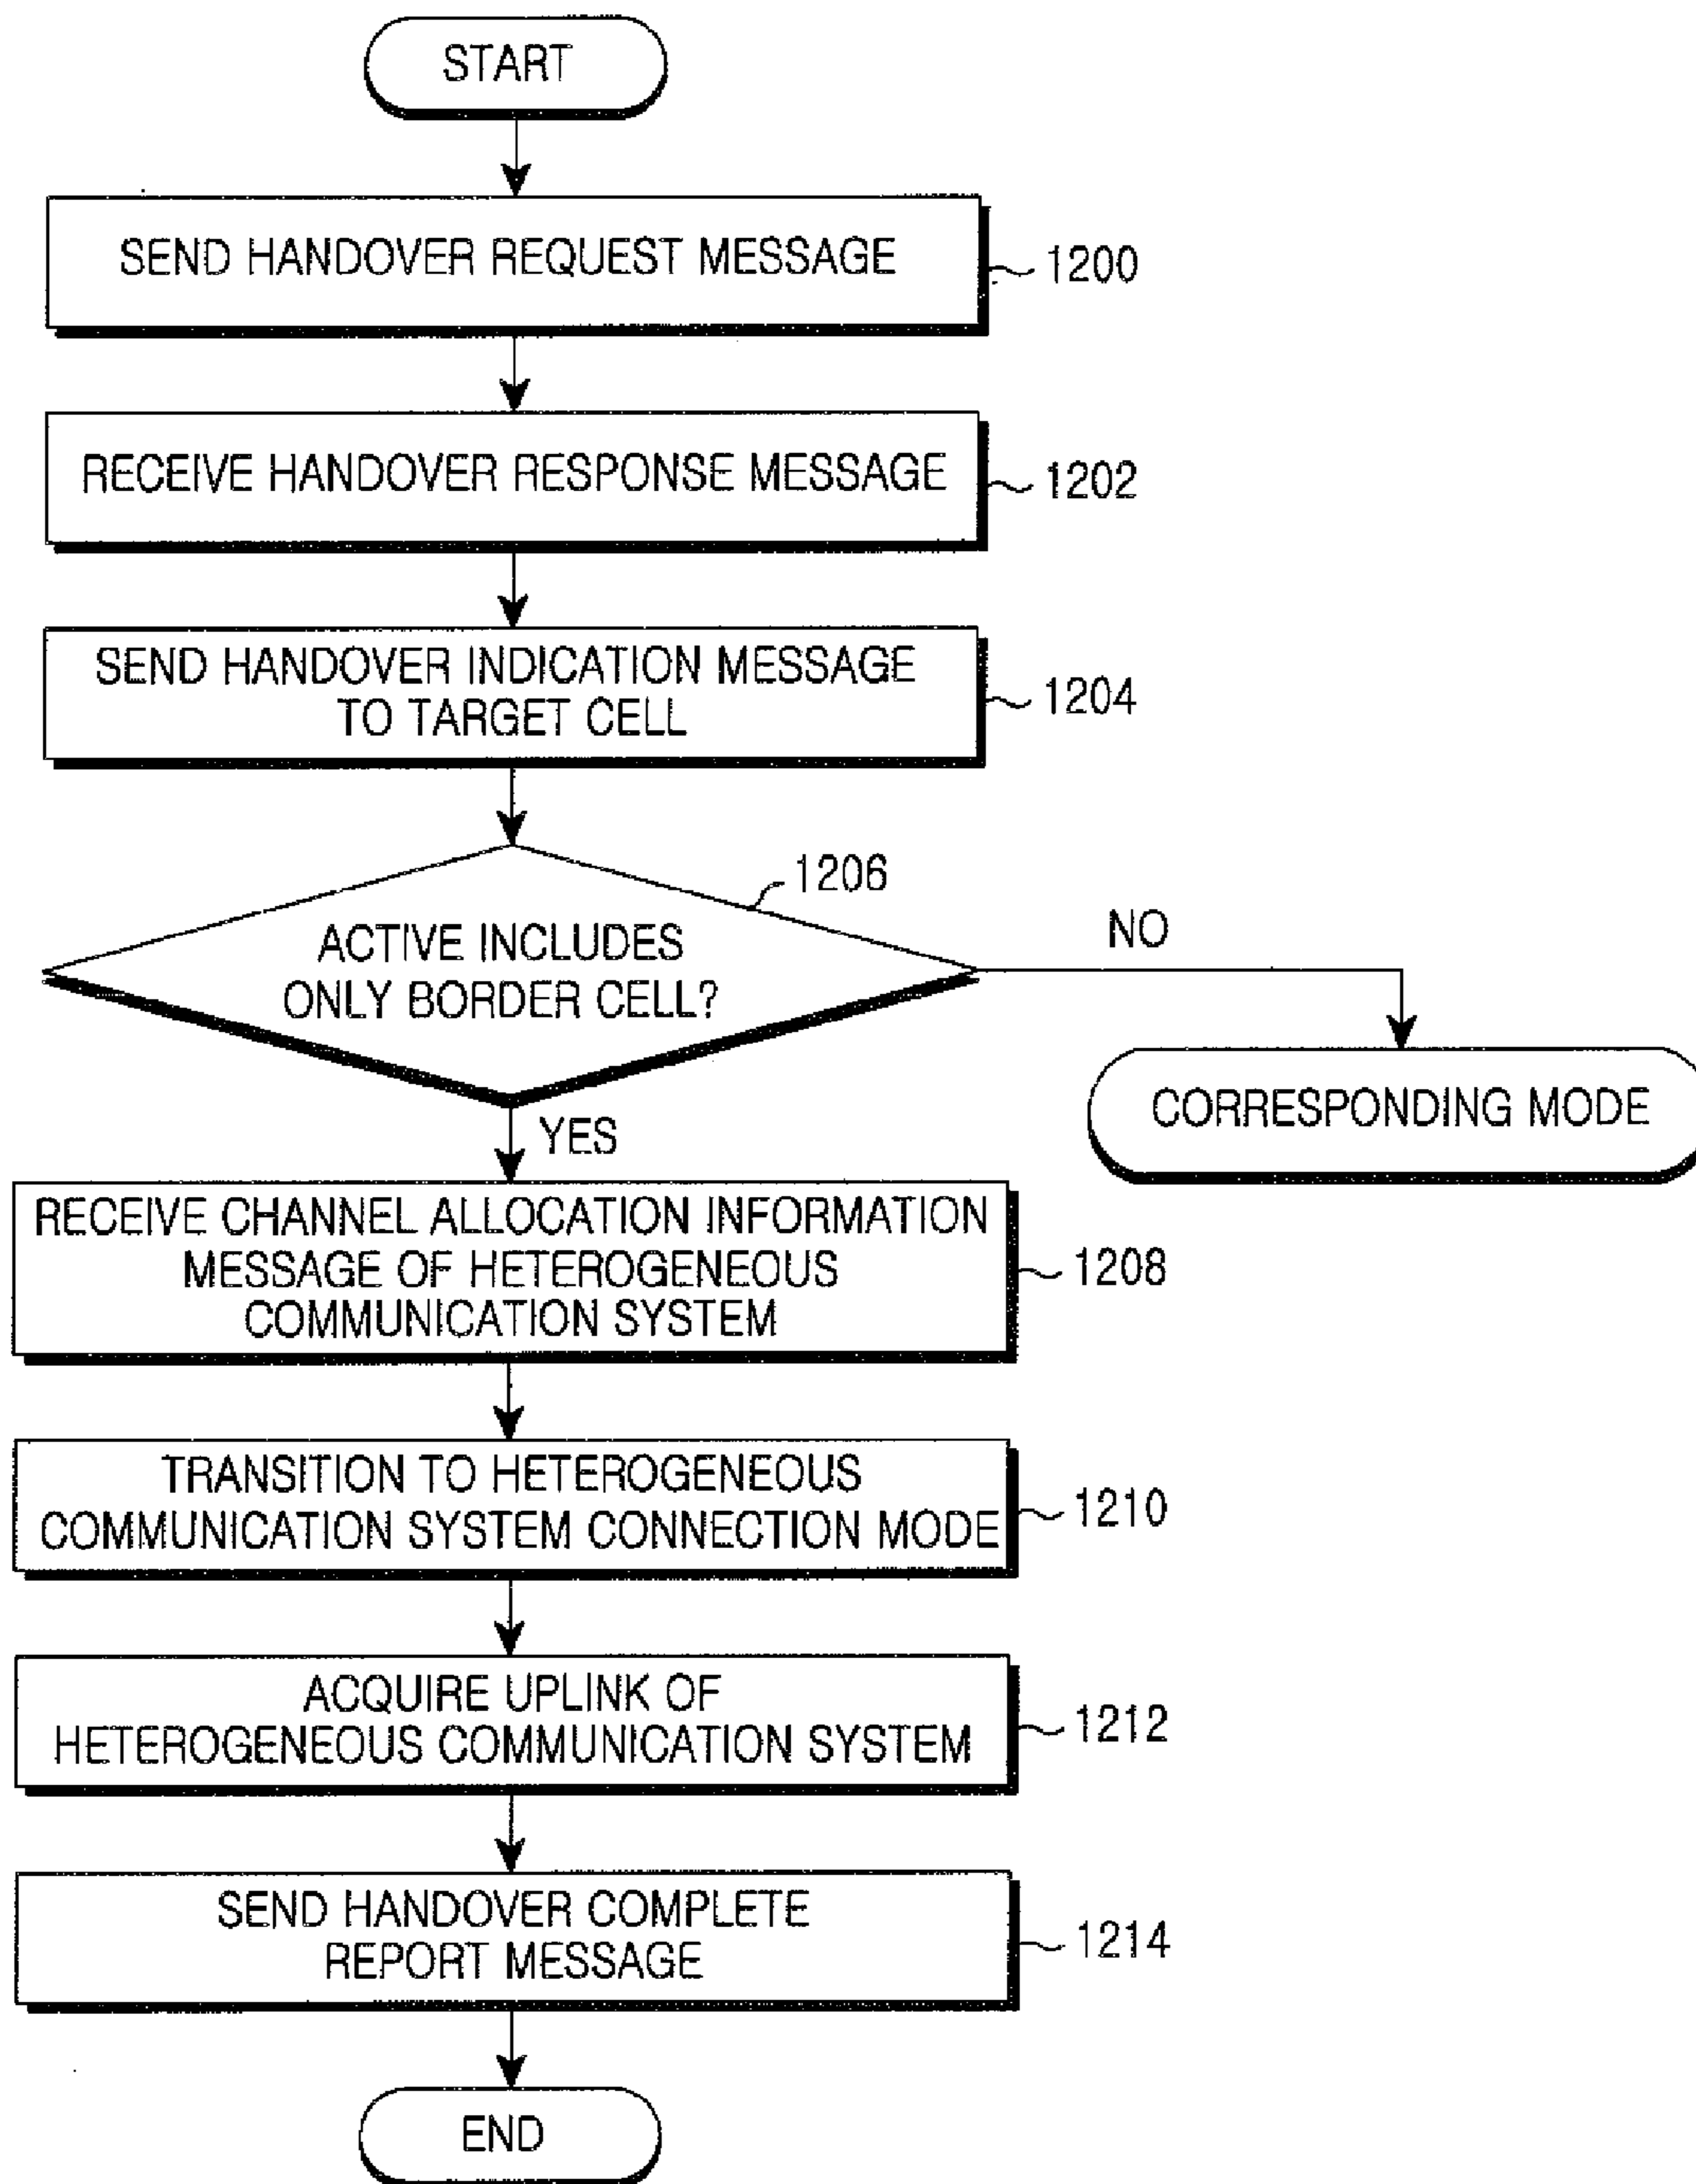 START
SEND HANDOVER REQUEST MESSAGE
1200
RECEIVE HANDOVER RESPONSE MESSAGE
1202
SEND HANDOVER INDICATION MESSAGE
TO TARGET CELL
1204
1206
ACTIVE INCLUDES
ONLY BORDER CELL?
NO
CORRESPONDING MODE
YES
RECEIVE CHANNEL ALLOCATION INFORMATION
MESSAGE OF HETEROGENEOUS
COMMUNICATION SYSTEM
1208
TRANSITION TO HETEROGENEOUS
COMMUNICATION SYSTEM CONNECTION MODE
1210
ACQUIRE UPLINK OF
HETEROGENEOUS COMMUNICATION SYSTEM
1212
SEND HANDOVER COMPLETE
REPORT MESSAGE
1214
END